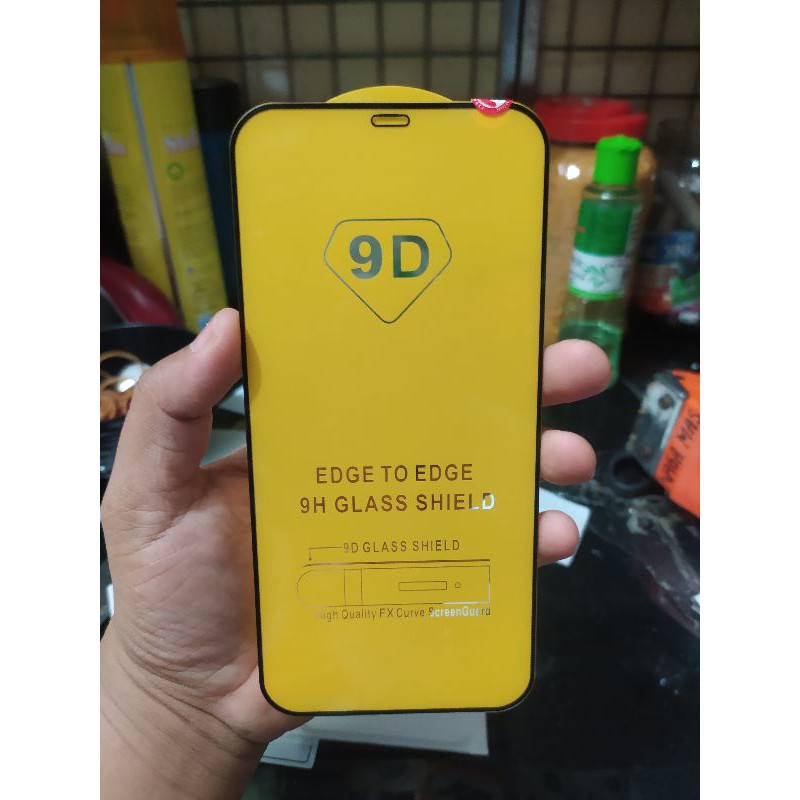 9D
EDGE TO EDGE
9H GLASS SHIELD
9D GLASS SHIELD
High Quality FX Curve ScreenGuard